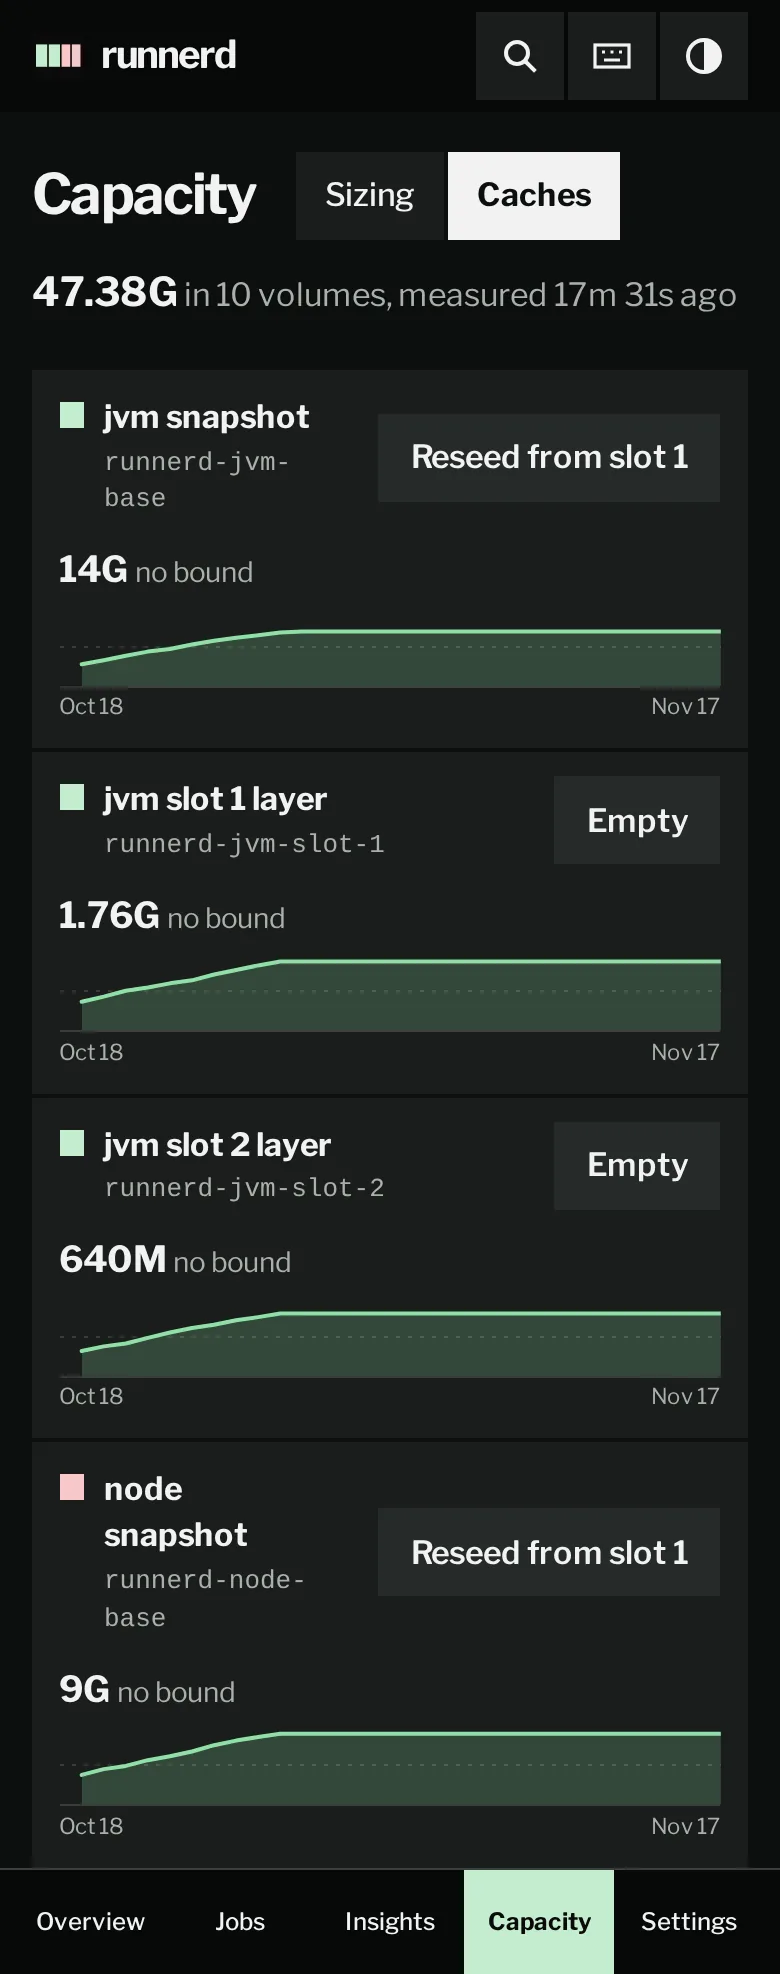 runnerd
Capacity
Sizing
Caches
47.38G in 10 volumes, measured 17m 31s ago
jvm snapshot
runnerd-jvm-
base
Reseed from slot 1
14G no bound
Oct 18
Nov 17
jvm slot 1 layer
runnerd-jvm-slot-1
Empty
1.76G no bound
Oct 18
Nov 17
jvm slot 2 layer
runnerd-jvm-slot-2
Empty
640M no bound
Oct 18
Nov 17
node
snapshot
runnerd-node-
base
Reseed from slot 1
9G no bound
Oct 18
Nov 17
Overview
Jobs
Insights
Capacity
Settings